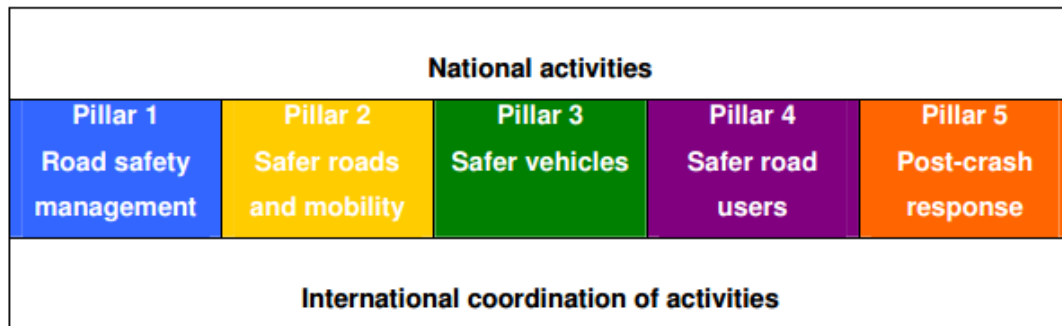 National activities
Pillar 1
Road safety
management
Pillar 2
Safer roads
and mobility
Pillar 3
Safer vehicles
Pillar 4
Safer road
users
Pillar 5
Post-crash
response
International coordination of activities